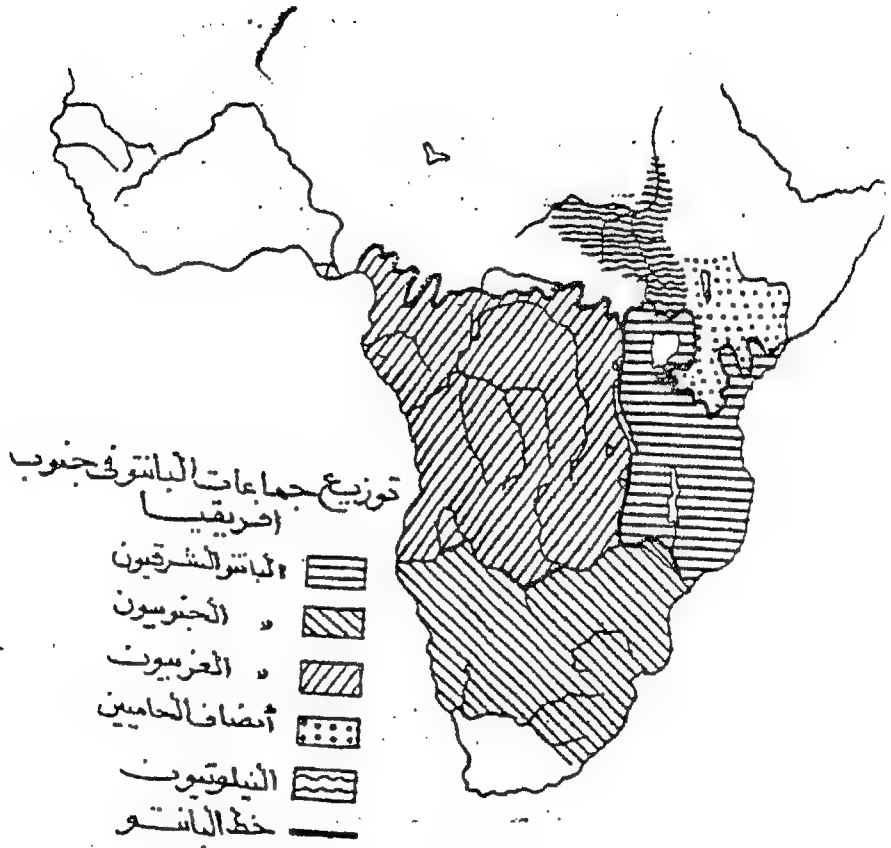 توزيع جماعات البانتو في جنوب
افريقيا
البانتو الشرقيون
" الجنوبيون
" الغربيون
أنصاف الحاميين
النيلوتيون
خط البانتو